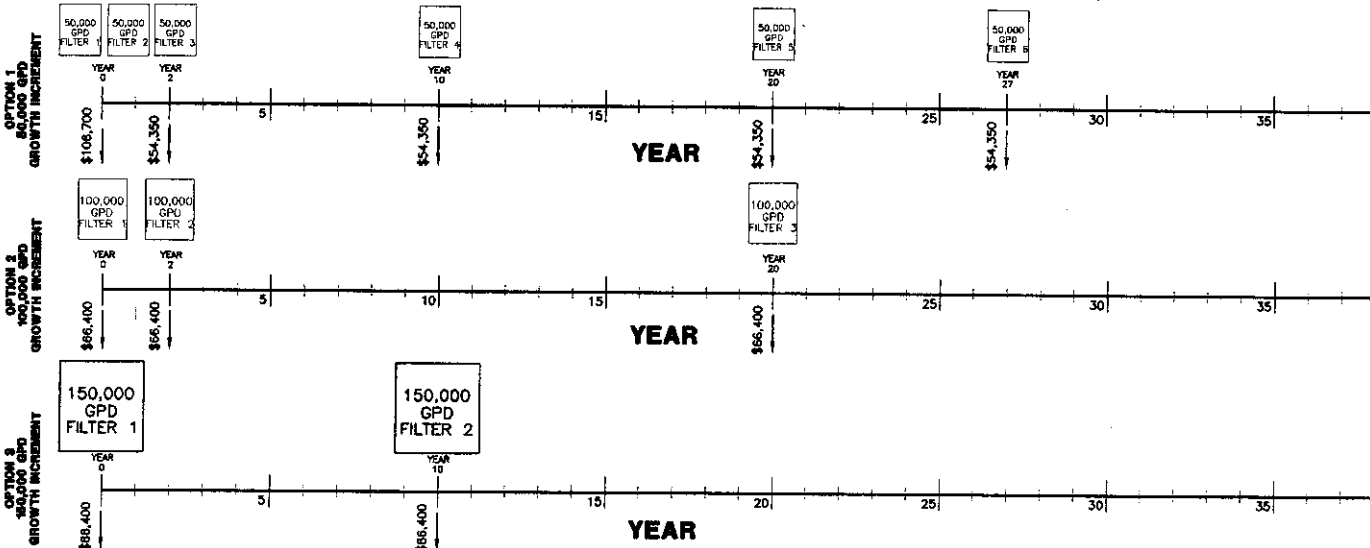 OPTION 1
50,000 GPD
GROWTH INCREMENT
50,000
GPD
FILTER 1
50,000
GPD
FILTER 2
50,000
GPD
FILTER 3
50,000
GPD
FILTER 4
50,000
GPD
FILTER 5
50,000
GPD
FILTER 6
YEAR
0
YEAR
2
YEAR
10
YEAR
20
YEAR
27
5
15
25
30
35
$54,350
$54,350
$54,350
$54,350
YEAR
OPTION 2
100,000 GPD
GROWTH INCREMENT
100,000
GPD
FILTER 1
100,000
GPD
FILTER 2
100,000
GPD
FILTER 3
YEAR
0
YEAR
2
YEAR
20
5
10
15
20
25
30
35
$66,400
$66,400
$66,400
YEAR
OPTION 3
150,000 GPD
GROWTH INCREMENT
150,000
GPD
FILTER 1
150,000
GPD
FILTER 2
YEAR
0
YEAR
10
5
15
20
25
30
35
YEAR